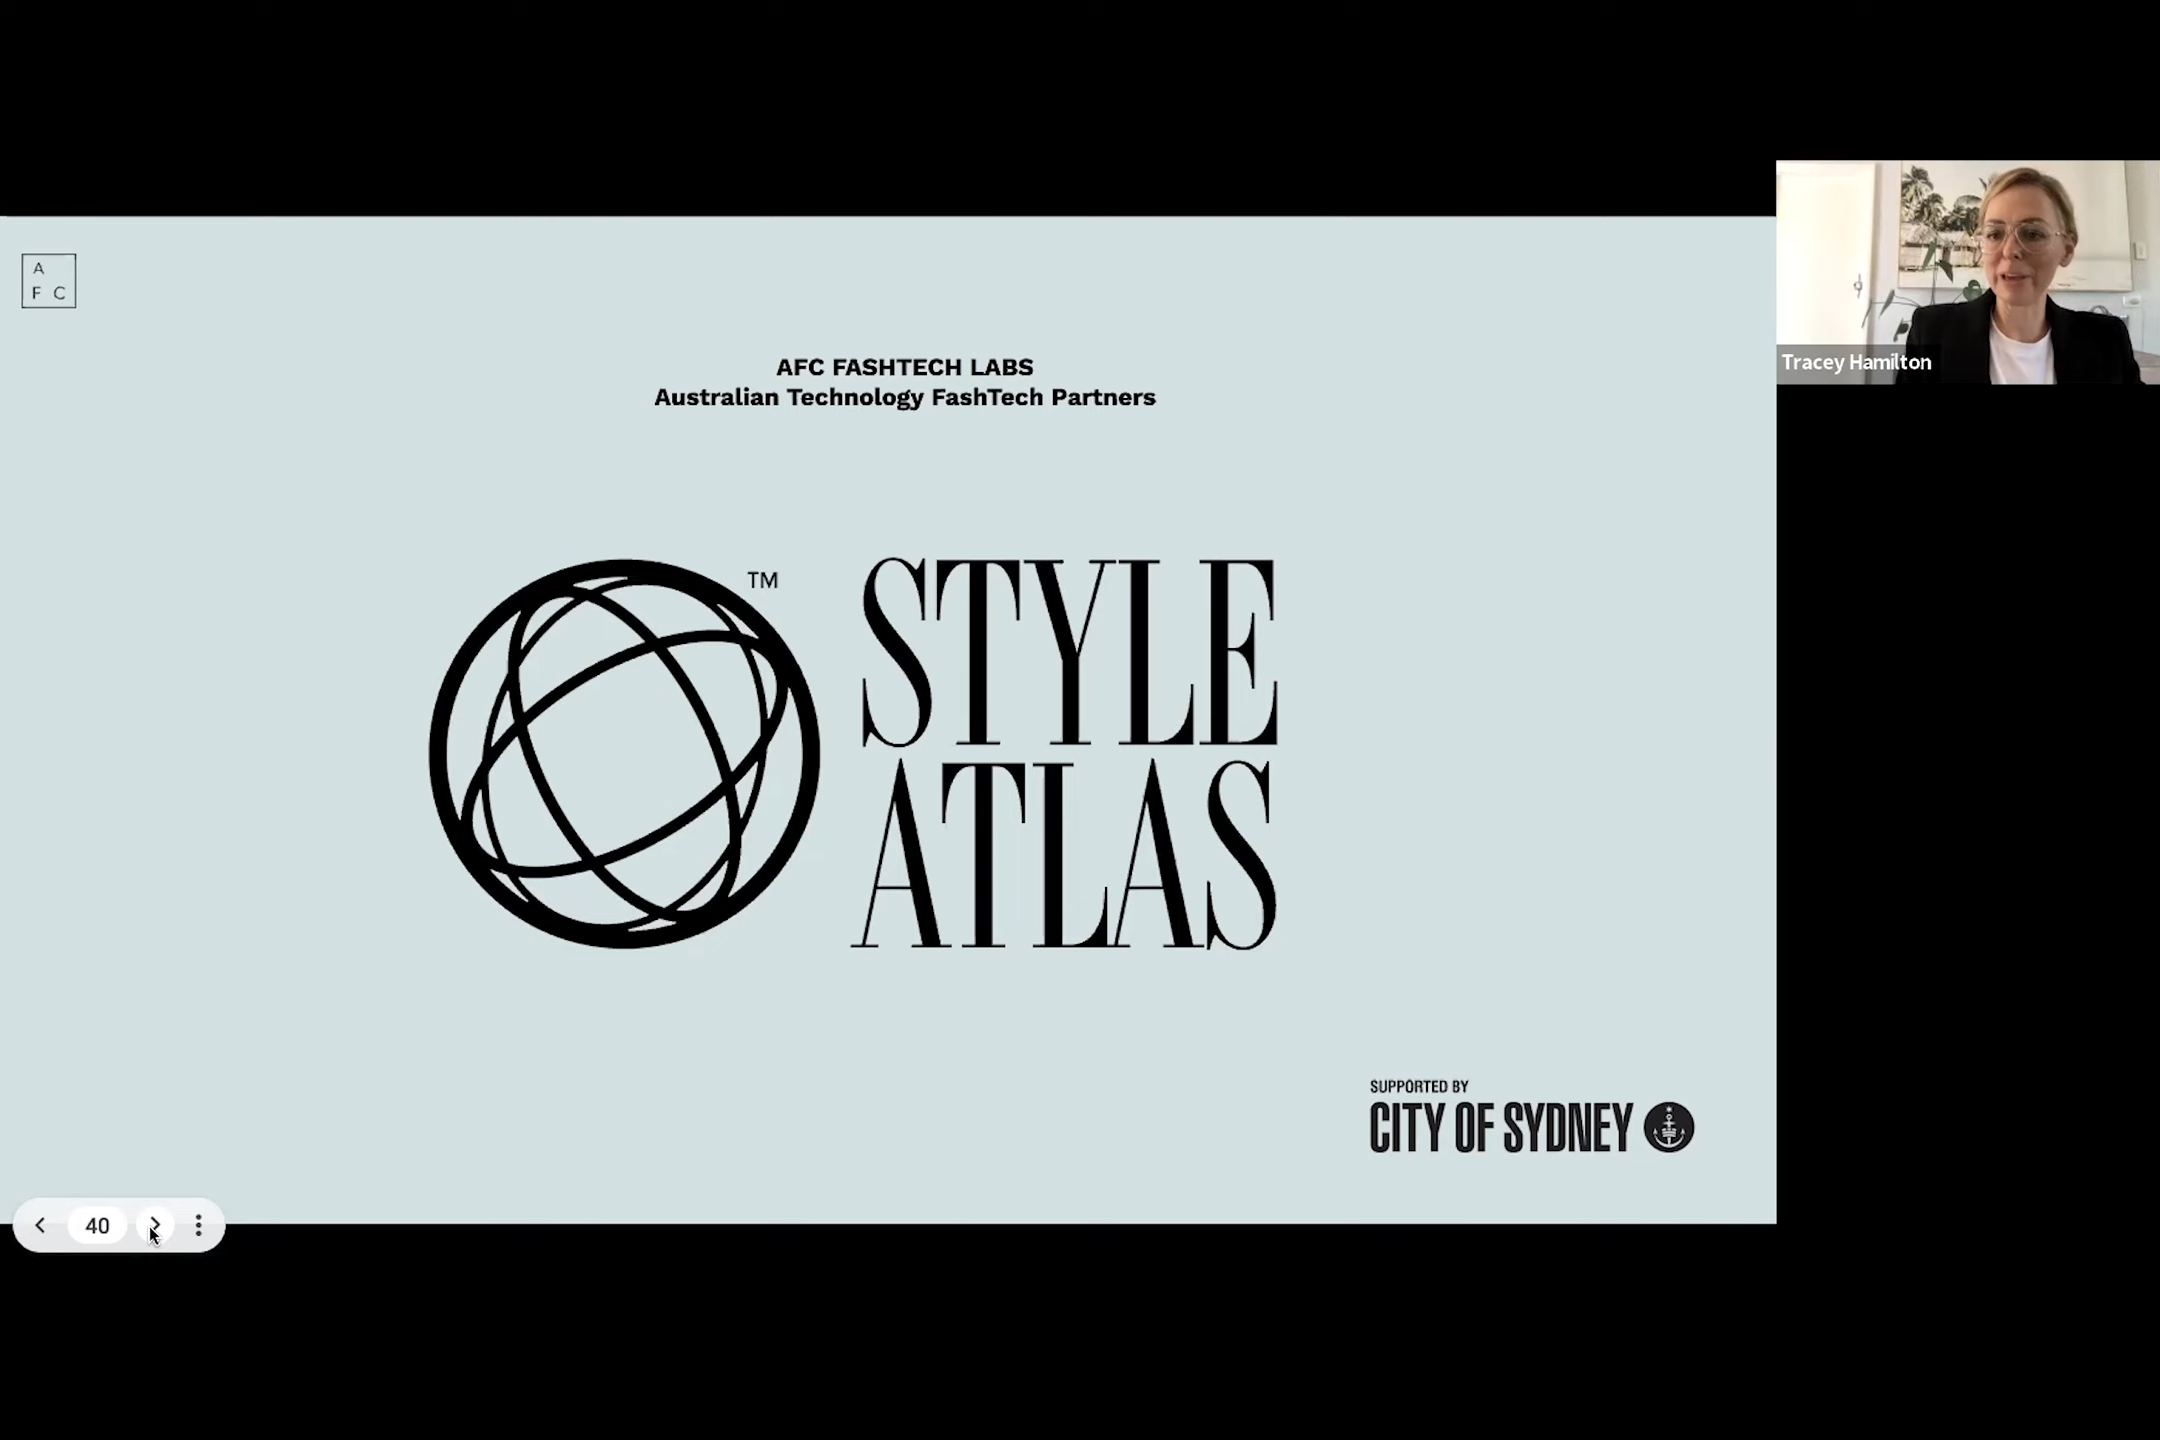 A
F C
AFC FASHTECH LABS
Australian Technology FashTech Partners
TM
STYLE
ATLAS
SUPPORTED BY
CITY OF SYDNEY
40
Tracey Hamilton